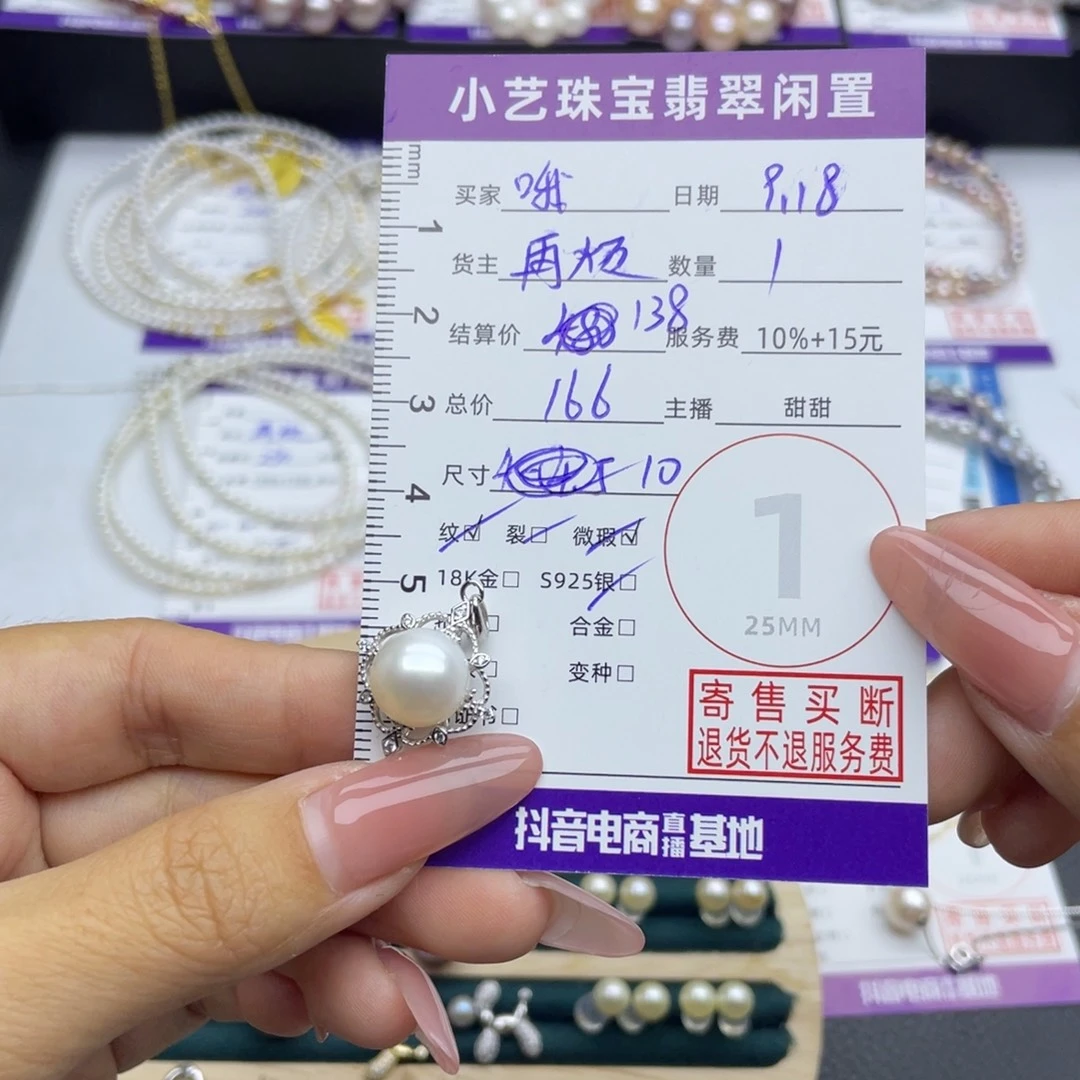 小艺珠宝翡翠闲置
mm
买家 哦 日期 9.18
1
货主 数量 1
2
结算价 138 服务费 10%+15元
3 总价 166 主播 甜甜
尺寸 10
4
纹☑ 裂□ 微瑕☑
1
5 18K金□ S925银□
25MM
合金□
变种□
寄售买断
退货不退服务费
抖音电商直播基地